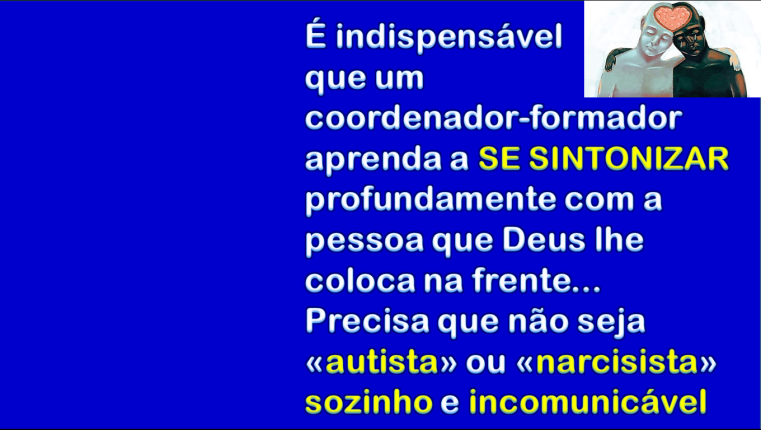 É indispensável
que um
coordenador-formador
aprenda a SE SINTONIZAR
profundamente com a
pessoa que Deus lhe
coloca na frente...
Precisa que não seja
«autista» ou «narcisista»
sozinho e incomunicável